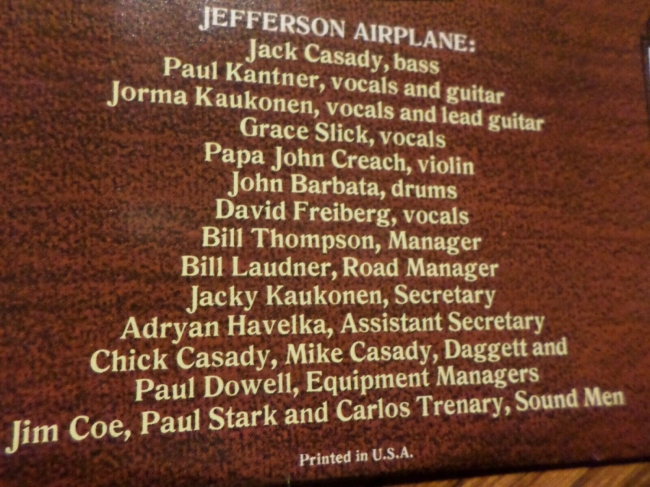 JEFFERSON AIRPLANE:
Jack Casady, bass
Paul Kantner, vocals and guitar
Jorma Kaukonen, vocals and lead guitar
Grace Slick, vocals
Papa John Creach, violin
John Barbata, drums
David Freiberg, vocals
Bill Thompson, Manager
Bill Laudner, Road Manager
Jacky Kaukonen, Secretary
Adryan Havelka, Assistant Secretary
Chick Casady, Mike Casady, Daggett and
Paul Dowell, Equipment Managers
Jim Coe, Paul Stark and Carlos Trenary, Sound Men
Printed in U.S.A.